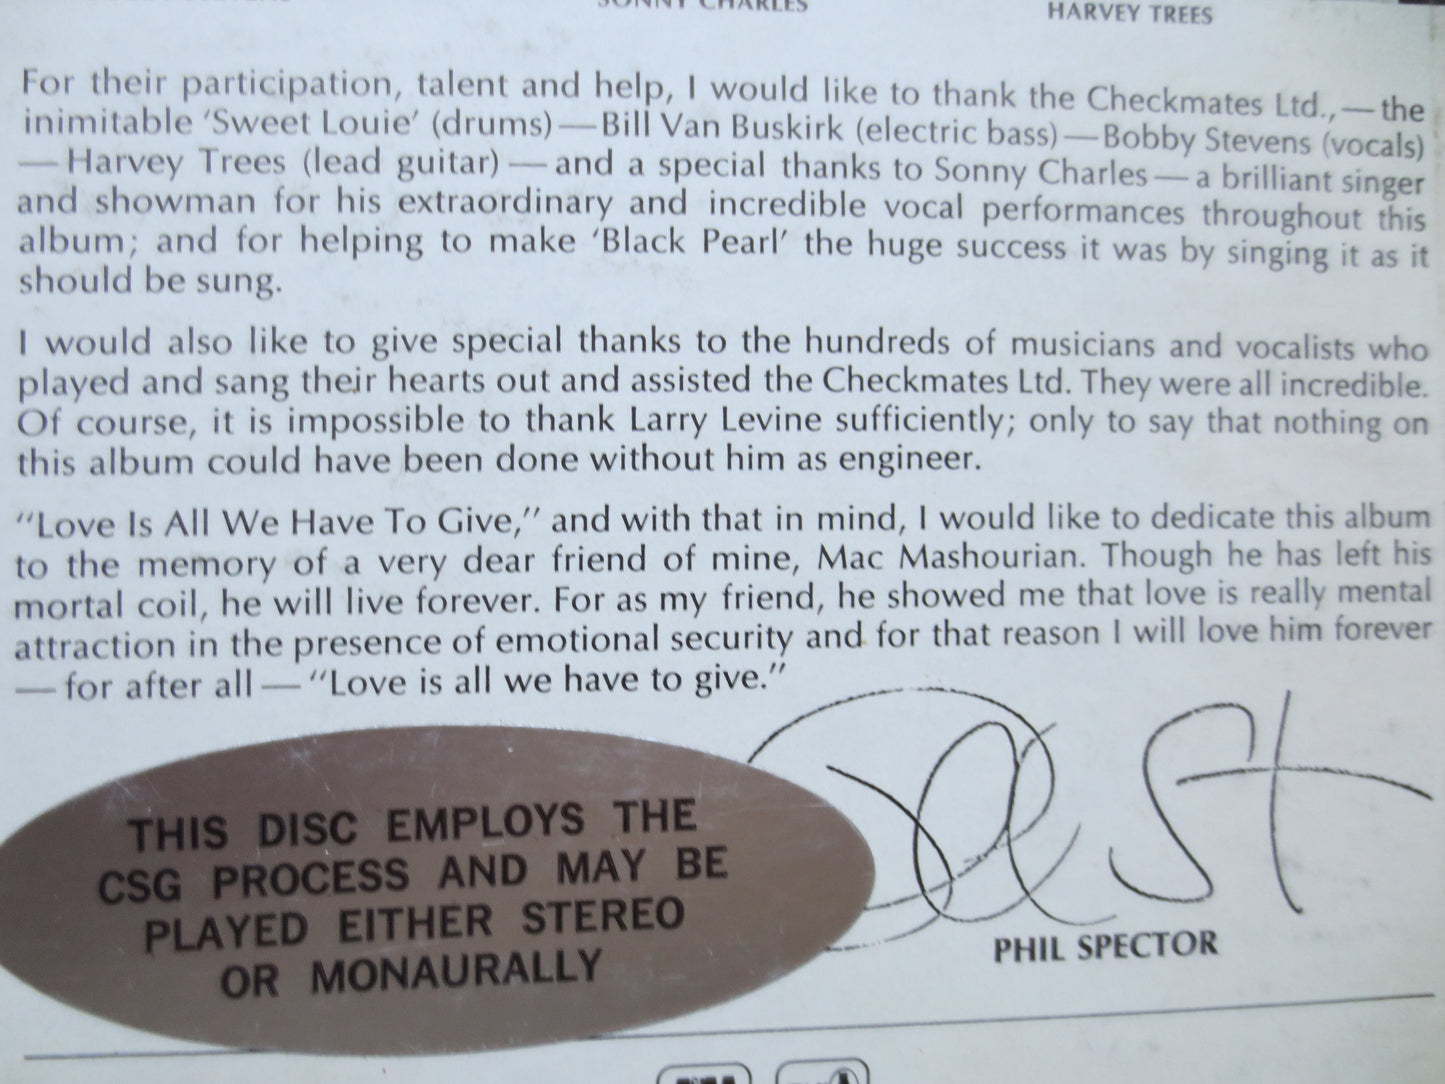 SONNY CHARLES
HARVEY TREES
For their participation, talent and help, I would like to thank the Checkmates Ltd.,—the
inimitable ‘Sweet Louie’ (drums)—Bill Van Buskirk (electric bass)—Bobby Stevens (vocals)
—Harvey Trees (lead guitar)—and a special thanks to Sonny Charles—a brilliant singer
and showman for his extraordinary and incredible vocal performances throughout this
album; and for helping to make ‘Black Pearl’ the huge success it was by singing it as it
should be sung.
I would also like to give special thanks to the hundreds of musicians and vocalists who
played and sang their hearts out and assisted the Checkmates Ltd. They were all incredible.
Of course, it is impossible to thank Larry Levine sufficiently; only to say that nothing on
this album could have been done without him as engineer.
“Love Is All We Have To Give,” and with that in mind, I would like to dedicate this album
to the memory of a very dear friend of mine, Mac Mashourian. Though he has left his
mortal coil, he will live forever. For as my friend, he showed me that love is really mental
attraction in the presence of emotional security and for that reason I will love him forever
—for after all—“Love is all we have to give.”
THIS DISC EMPLOYS THE
CSG PROCESS AND MAY BE
PLAYED EITHER STEREO
OR MONAURALLY
PHIL SPECTOR